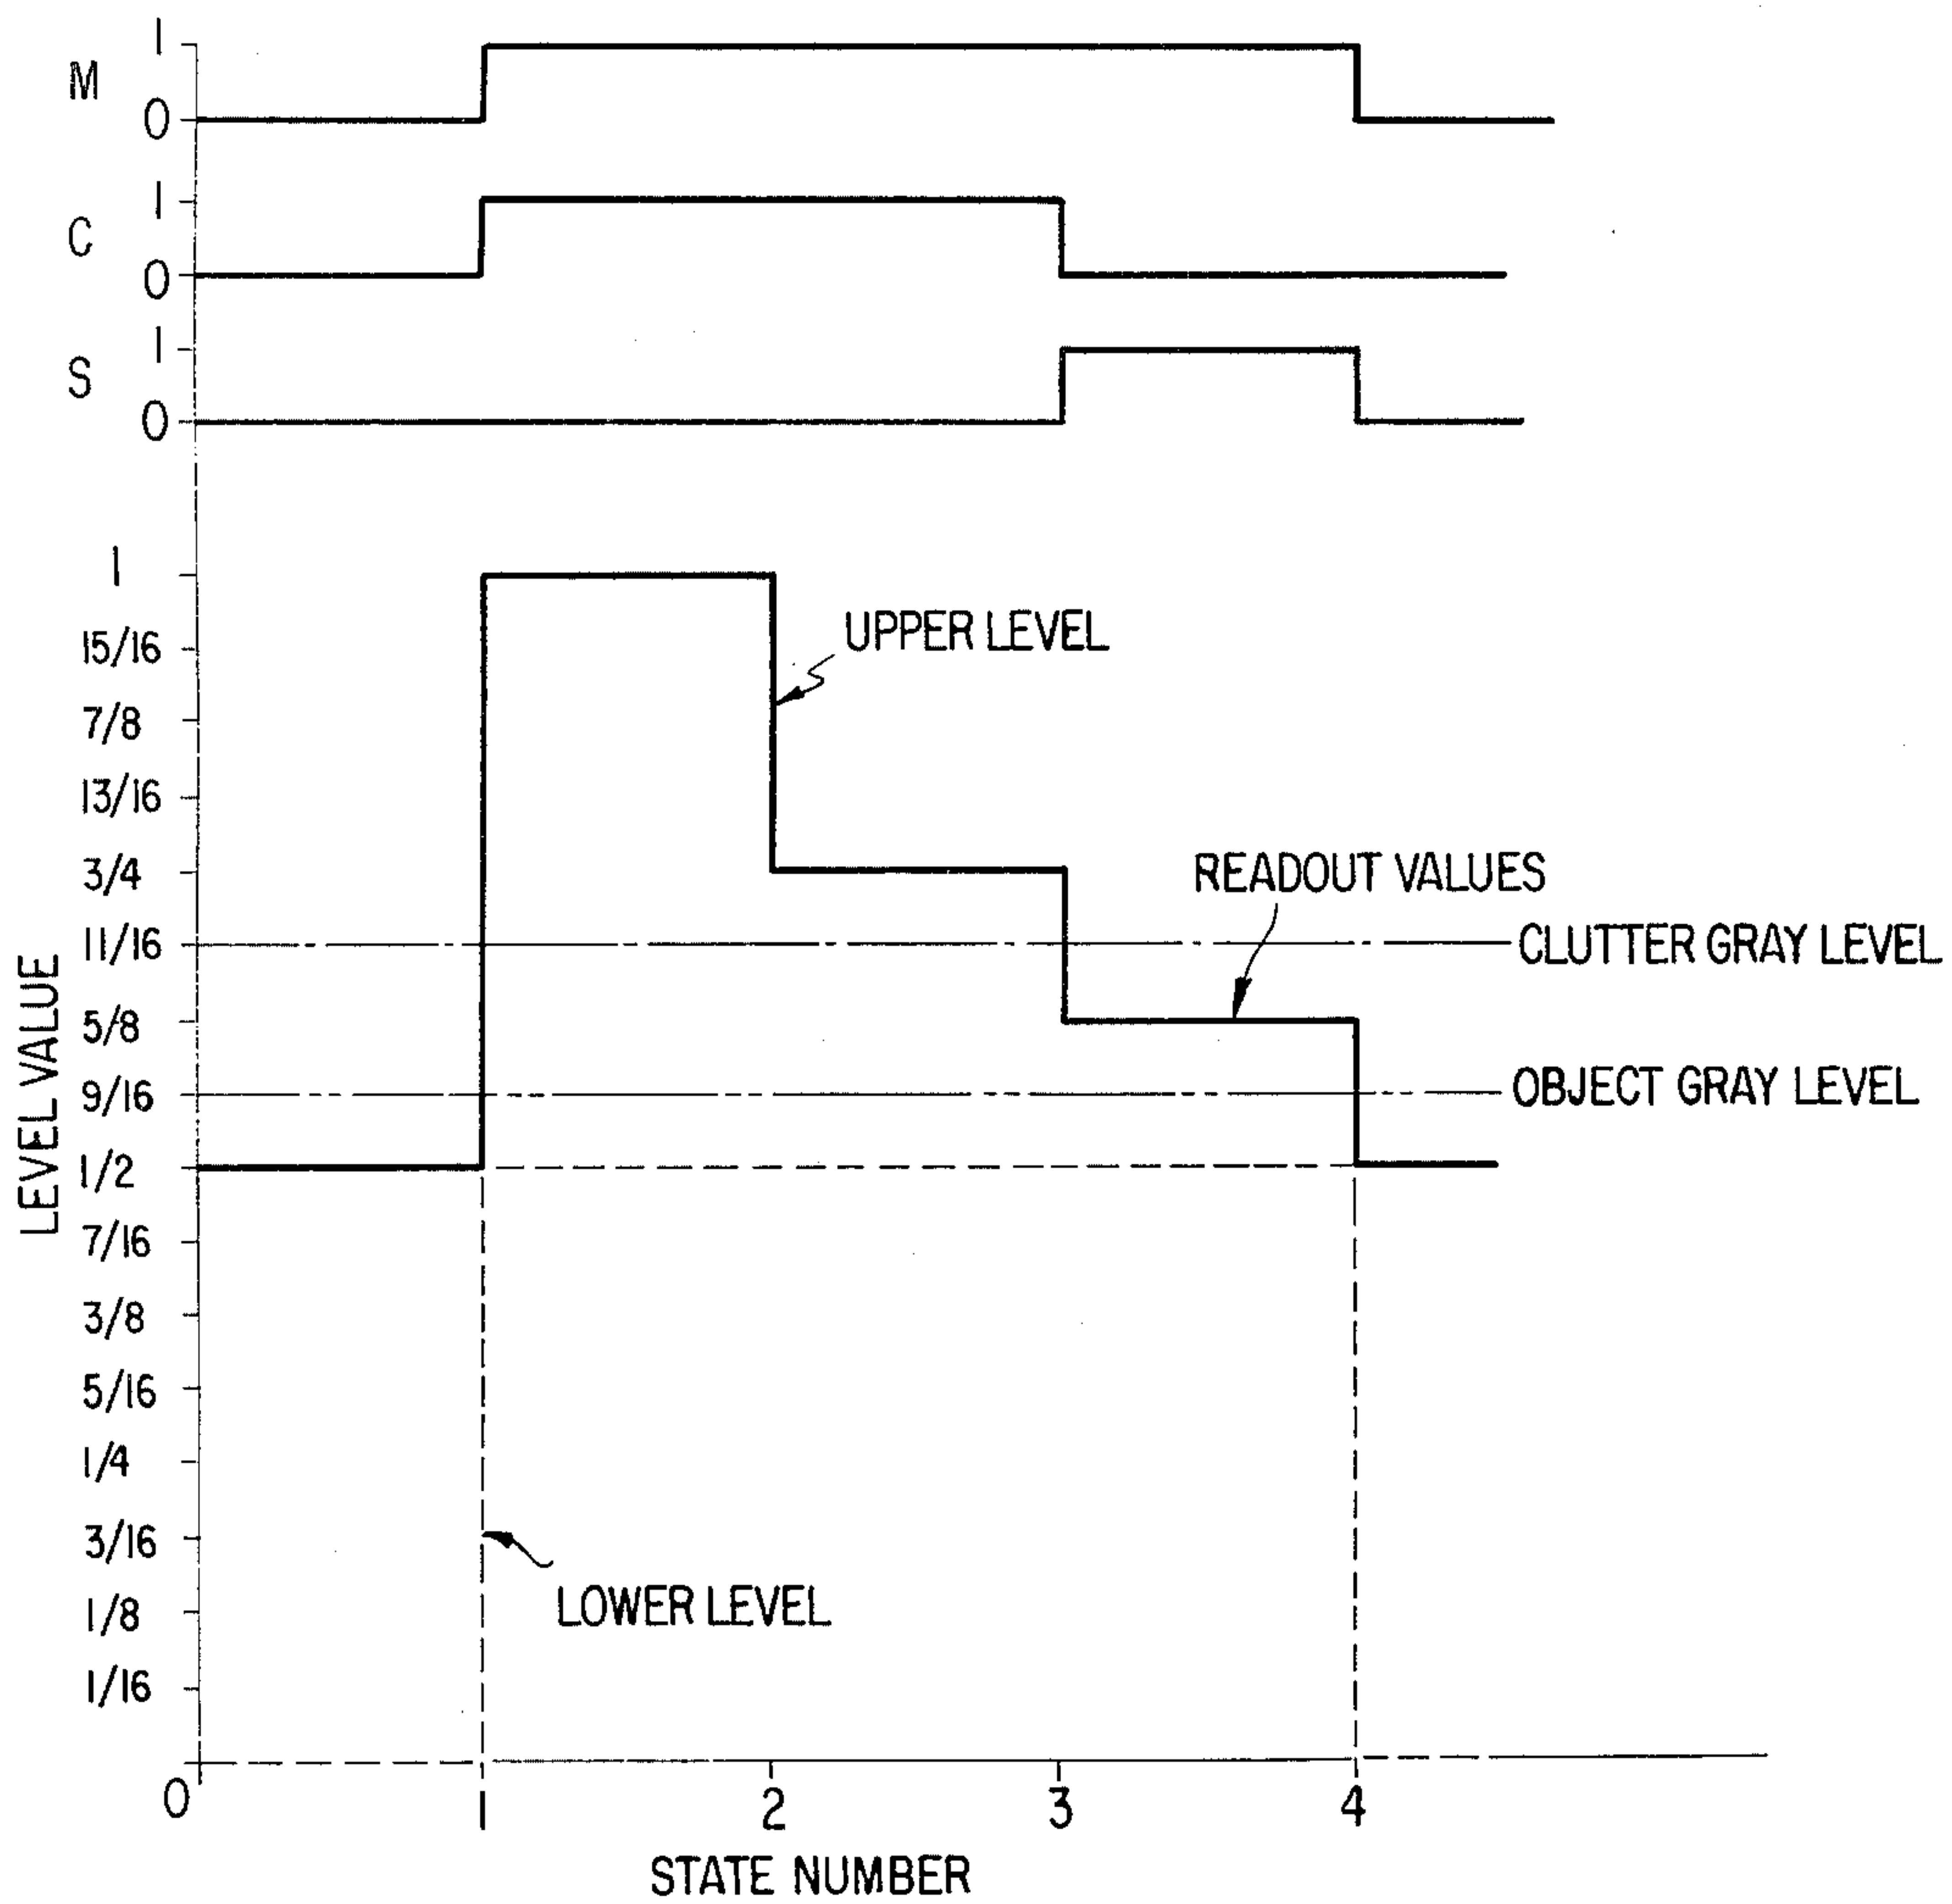 M
1
0
C
1
0
S
1
0
1
15/16
UPPER LEVEL
7/8
13/16
3/4
READOUT VALUES
11/16
CLUTTER GRAY LEVEL
5/8
9/16
OBJECT GRAY LEVEL
1/2
LEVEL VALUE
7/16
3/8
5/16
1/4
3/16
LOWER LEVEL
1/8
1/16
0
1
2
3
4
STATE NUMBER